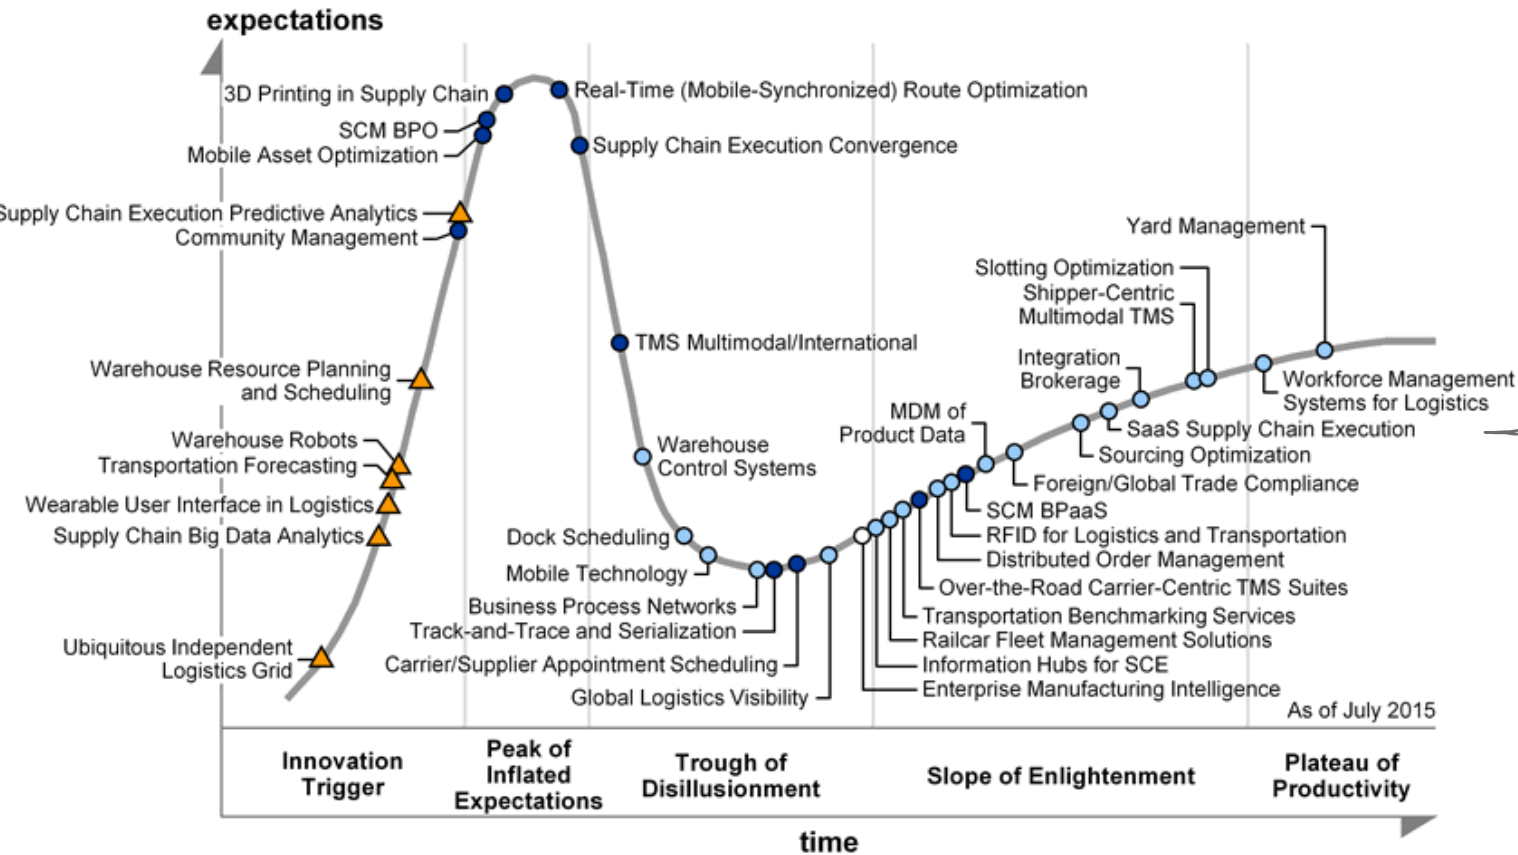 expectations
3D Printing in Supply Chain
Real-Time (Mobile-Synchronized) Route Optimization
SCM BPO
Mobile Asset Optimization
Supply Chain Execution Convergence
Supply Chain Execution Predictive Analytics
Community Management
Yard Management
Slotting Optimization
Shipper-Centric
Multimodal TMS
TMS Multimodal/International
Integration
Brokerage
Warehouse Resource Planning
and Scheduling
Workforce Management
Systems for Logistics
MDM of
Product Data
SaaS Supply Chain Execution
Warehouse Robots
Transportation Forecasting
Warehouse
Control Systems
Sourcing Optimization
Foreign/Global Trade Compliance
Wearable User Interface in Logistics
SCM BPaaS
Supply Chain Big Data Analytics
Dock Scheduling
RFID for Logistics and Transportation
Distributed Order Management
Mobile Technology
Over-the-Road Carrier-Centric TMS Suites
Business Process Networks
Transportation Benchmarking Services
Track-and-Trace and Serialization
Railcar Fleet Management Solutions
Ubiquitous Independent
Logistics Grid
Carrier/Supplier Appointment Scheduling
Information Hubs for SCE
Global Logistics Visibility
Enterprise Manufacturing Intelligence
As of July 2015
Innovation
Trigger
Peak of
Inflated
Expectations
Trough of
Disillusionment
Slope of Enlightenment
Plateau of
Productivity
time